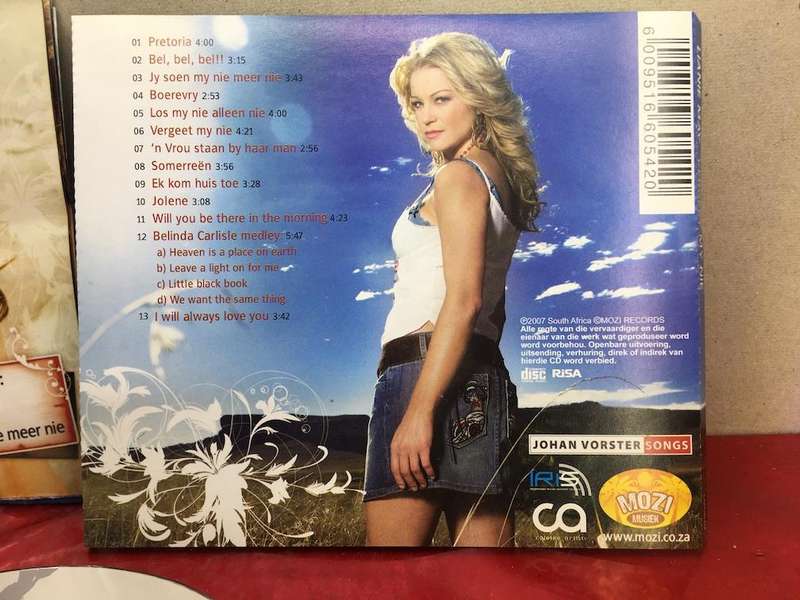 01 Pretoria 4:00
02 Bel, bel, bel!! 3:15
03 Jy soen my nie meer nie 3:43
04 Boerevry 2:53
05 Los my nie alleen nie 4:00
06 Vergeet my nie 4:21
07 'n Vrou staan by haar man 2:56
08 Somerreën 3:56
09 Ek kom huis toe 3:28
10 Jolene 3:08
11 Will you be there in the morning 4:23
12 Belinda Carlisle medley: 5:47
a) Heaven is a place on earth
b) Leave a light on for me
c) Little black book
d) We want the same thing
13 I will always love you 3:42
6009516605420
℗2007 South Africa ©MOZI RECORDS
Alle regte van die vervaardiger en die
eienaar van die werk wat geproduseer word
word voorbehou. Openbare uitvoering,
uitsending, verhuring, direk of indirek van
hierdie CD word verbied.
disc RiSA
JOHAN VORSTER SONGS
IRIS
ca
MOZI
MUSIEK
www.mozi.co.za
e meer nie